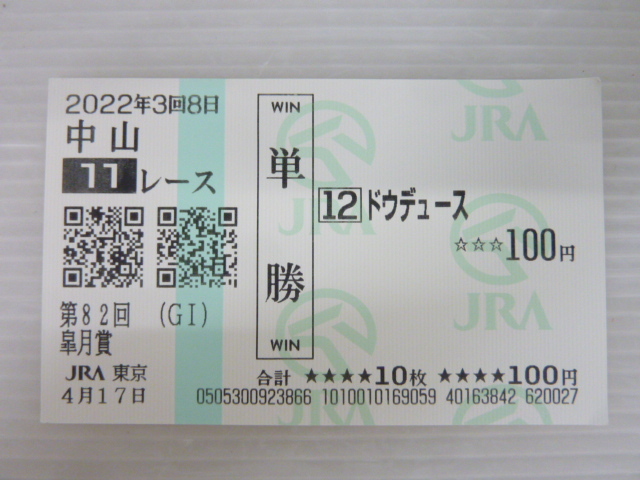 2022年3回8日
中山
11レース
第82回 (GI)
皐月賞
JRA 東京
4月17日
WIN
単勝
WIN
12 ドウデュース
☆☆☆100円
合計 ★★★★10枚 ★★★★100円
0505300923866 1010010169059 40163842 620027
JRA
JRA
JRA